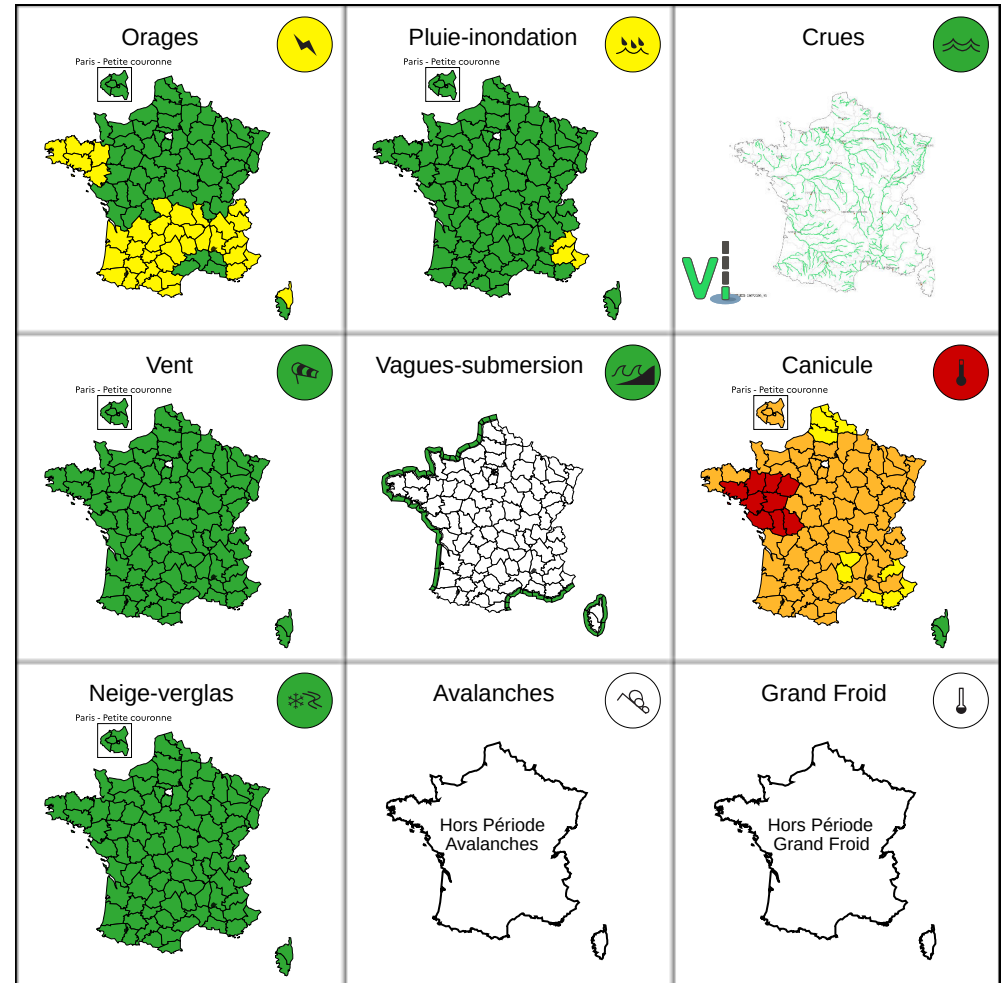 Orages
Paris - Petite couronne
Pluie-inondation
Paris - Petite couronne
Crues
Vi
Vent
Paris - Petite couronne
Vagues-submersion
Canicule
Paris - Petite couronne
Neige-verglas
Paris - Petite couronne
Avalanches
Hors Période
Avalanches
Grand Froid
Hors Période
Grand Froid